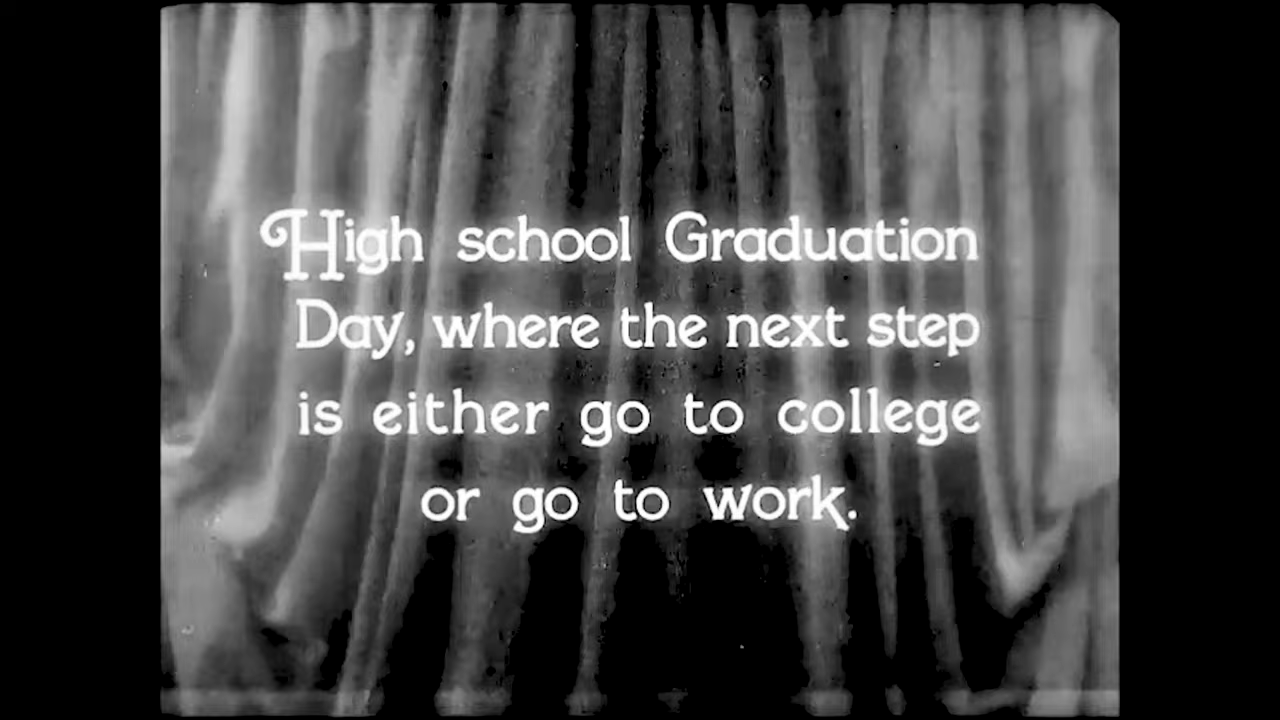 High school Graduation
Day, where the next step
is either go to college
or go to work.